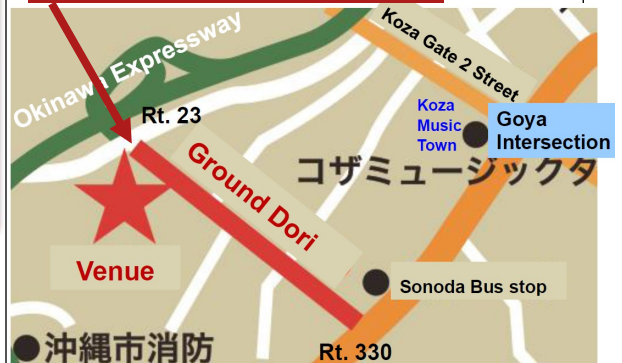 Okinawa Expressway
Koza Gate 2 Street
Rt. 23
Koza
Music
Town
Goya
Intersection
コザミュージックタ
Ground Dori
Venue
Sonoda Bus stop
沖縄市消防
Rt. 330